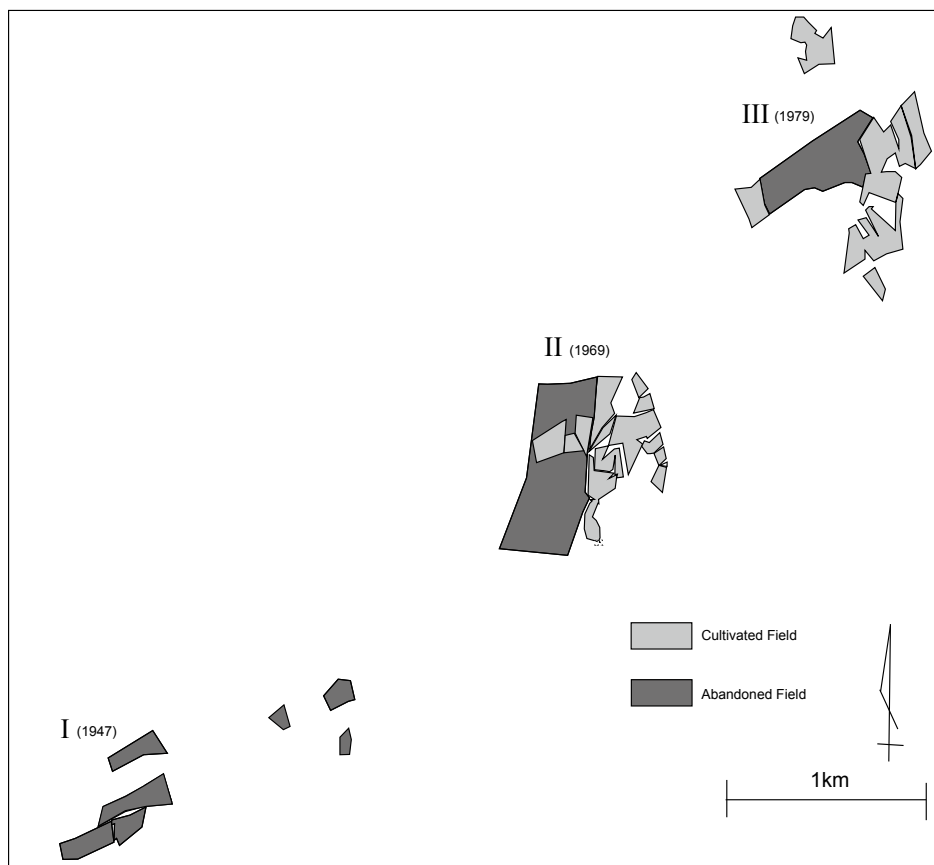 III (1979)
II (1969)
Cultivated Field
Abandoned Field
I (1947)
1km